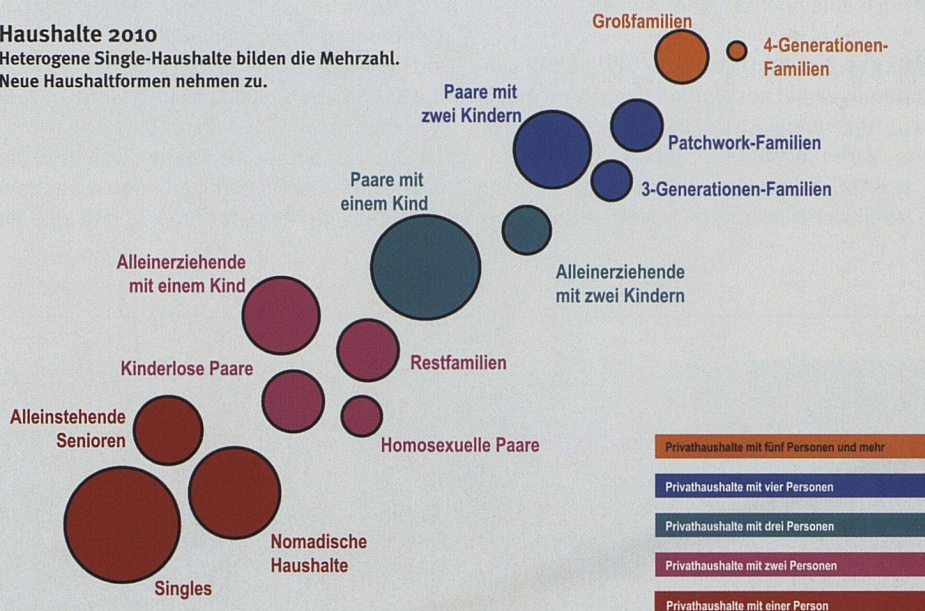 Haushalte 2010
Heterogene Single-Haushalte bilden die Mehrzahl.
Neue Haushaltformen nehmen zu.
Großfamilien
4-Generationen-
Familien
Paare mit
zwei Kindern
Patchwork-Familien
3-Generationen-Familien
Paare mit
einem Kind
Alleinerziehende
mit zwei Kindern
Alleinerziehende
mit einem Kind
Restfamilien
Kinderlose Paare
Homosexuelle Paare
Alleinstehende
Senioren
Nomadische
Haushalte
Singles
Privathaushalte mit fünf Personen und mehr
Privathaushalte mit vier Personen
Privathaushalte mit drei Personen
Privathaushalte mit zwei Personen
Privathaushalte mit einer Person